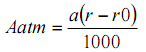 Aatm = a(r − r0) / 1000